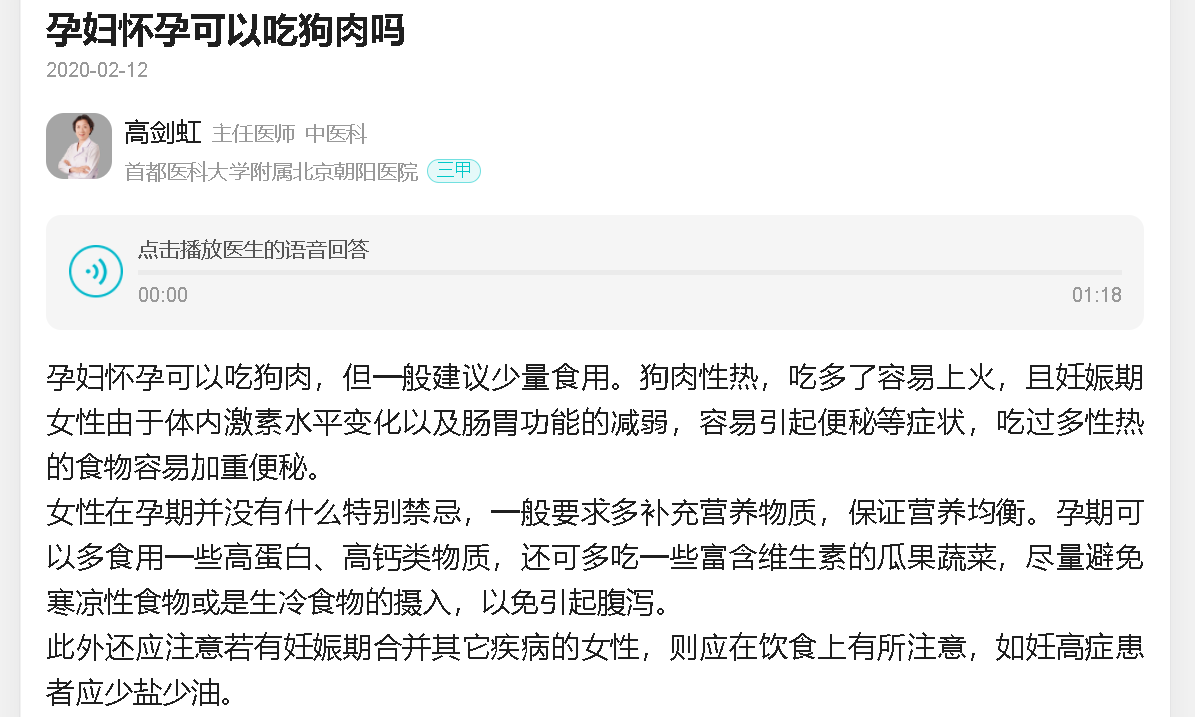 孕妇怀孕可以吃狗肉吗
2020-02-12
高剑虹 主任医师 中医科
首都医科大学附属北京朝阳医院 三甲
点击播放医生的语音回答
00:00 01:18
孕妇怀孕可以吃狗肉，但一般建议少量食用。狗肉性热，吃多了容易上火，且妊娠期
女性由于体内激素水平变化以及肠胃功能的减弱，容易引起便秘等症状，吃过多性热
的食物容易加重便秘。
女性在孕期并没有什么特别禁忌，一般要求多补充营养物质，保证营养均衡。孕期可
以多食用一些高蛋白、高钙类物质，还可多吃一些富含维生素的瓜果蔬菜，尽量避免
寒凉性食物或是生冷食物的摄入，以免引起腹泻。
此外还应注意若有妊娠期合并其它疾病的女性，则应在饮食上有所注意，如妊高症患
者应少盐少油。